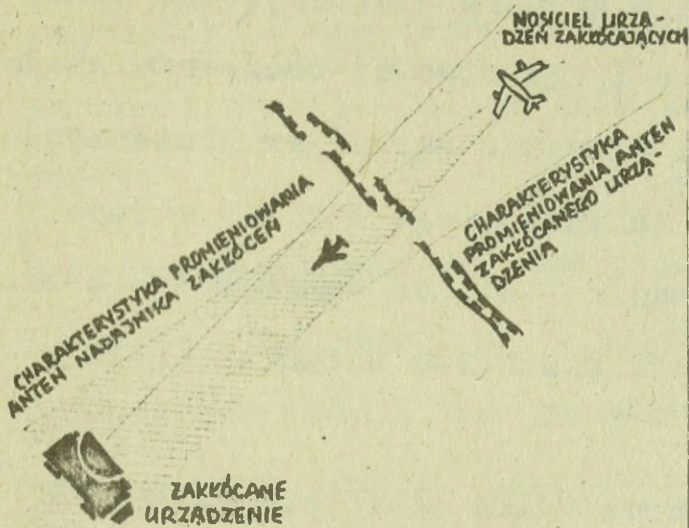 NOSICIEL URZĄ-
DZEŃ ZAKŁÓCAJĄCYCH
CHARAKTERYSTYKA
PROMIENIOWANIA ANTEN
ZAKŁÓCANEGO URZĄ-
DZENIA
CHARAKTERYSTYKA PROMIENIOWANIA
ANTEN NADAJNIKA ZAKŁÓCEŃ
ZAKŁÓCANE
URZĄDZENIE